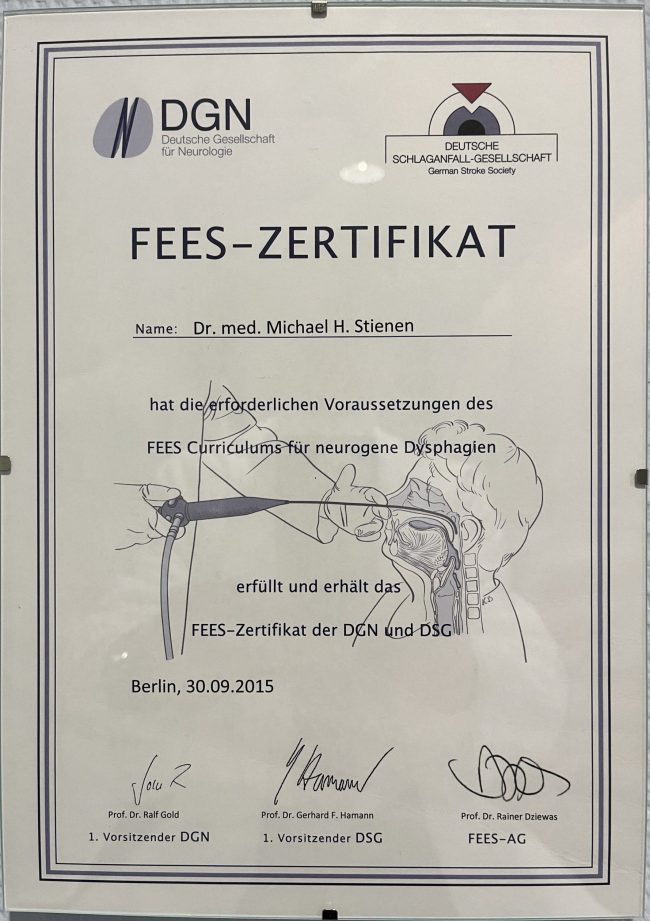 DGN
Deutsche Gesellschaft
für Neurologie
DEUTSCHE
SCHLAGANFALL-GESELLSCHAFT
German Stroke Society
FEES-ZERTIFIKAT
Name: Dr. med. Michael H. Stienen
hat die erforderlichen Voraussetzungen des
FEES Curriculums für neurogene Dysphagien
erfüllt und erhält das
FEES-Zertifikat der DGN und DSG
Berlin, 30.09.2015
Prof. Dr. Ralf Gold
1. Vorsitzender DGN
Prof. Dr. Gerhard F. Hamann
1. Vorsitzender DSG
Prof. Dr. Rainer Dziewas
FEES-AG